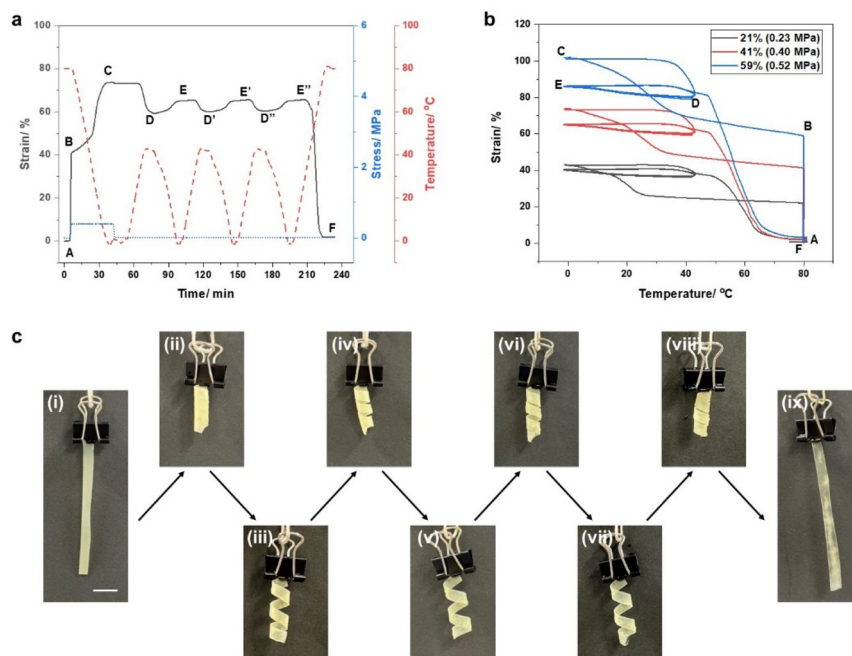 a
Strain/ %
100
80
60
40
20
0
A
B
C
D
E
D'
E'
D''
E''
F
0 30 60 90 120 150 180 210 240
Time/ min
6
4
2
0
Stress/ MPa
100
80
60
40
20
0
Temperature/ °C
b
Strain/ %
120
100
80
60
40
20
0
21% (0.23 MPa)
41% (0.40 MPa)
59% (0.52 MPa)
C
E
D
B
A
F
0 20 40 60 80
Temperature/ °C
c
(i)
(ii)
(iii)
(iv)
(v)
(vi)
(vii)
(viii)
(ix)